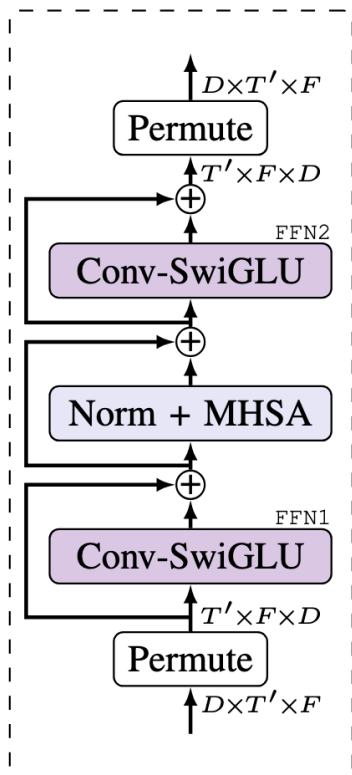 D×T′×F
Permute
T′×F×D
FFN2
Conv-SwiGLU
Norm + MHSA
FFN1
Conv-SwiGLU
T′×F×D
Permute
D×T′×F